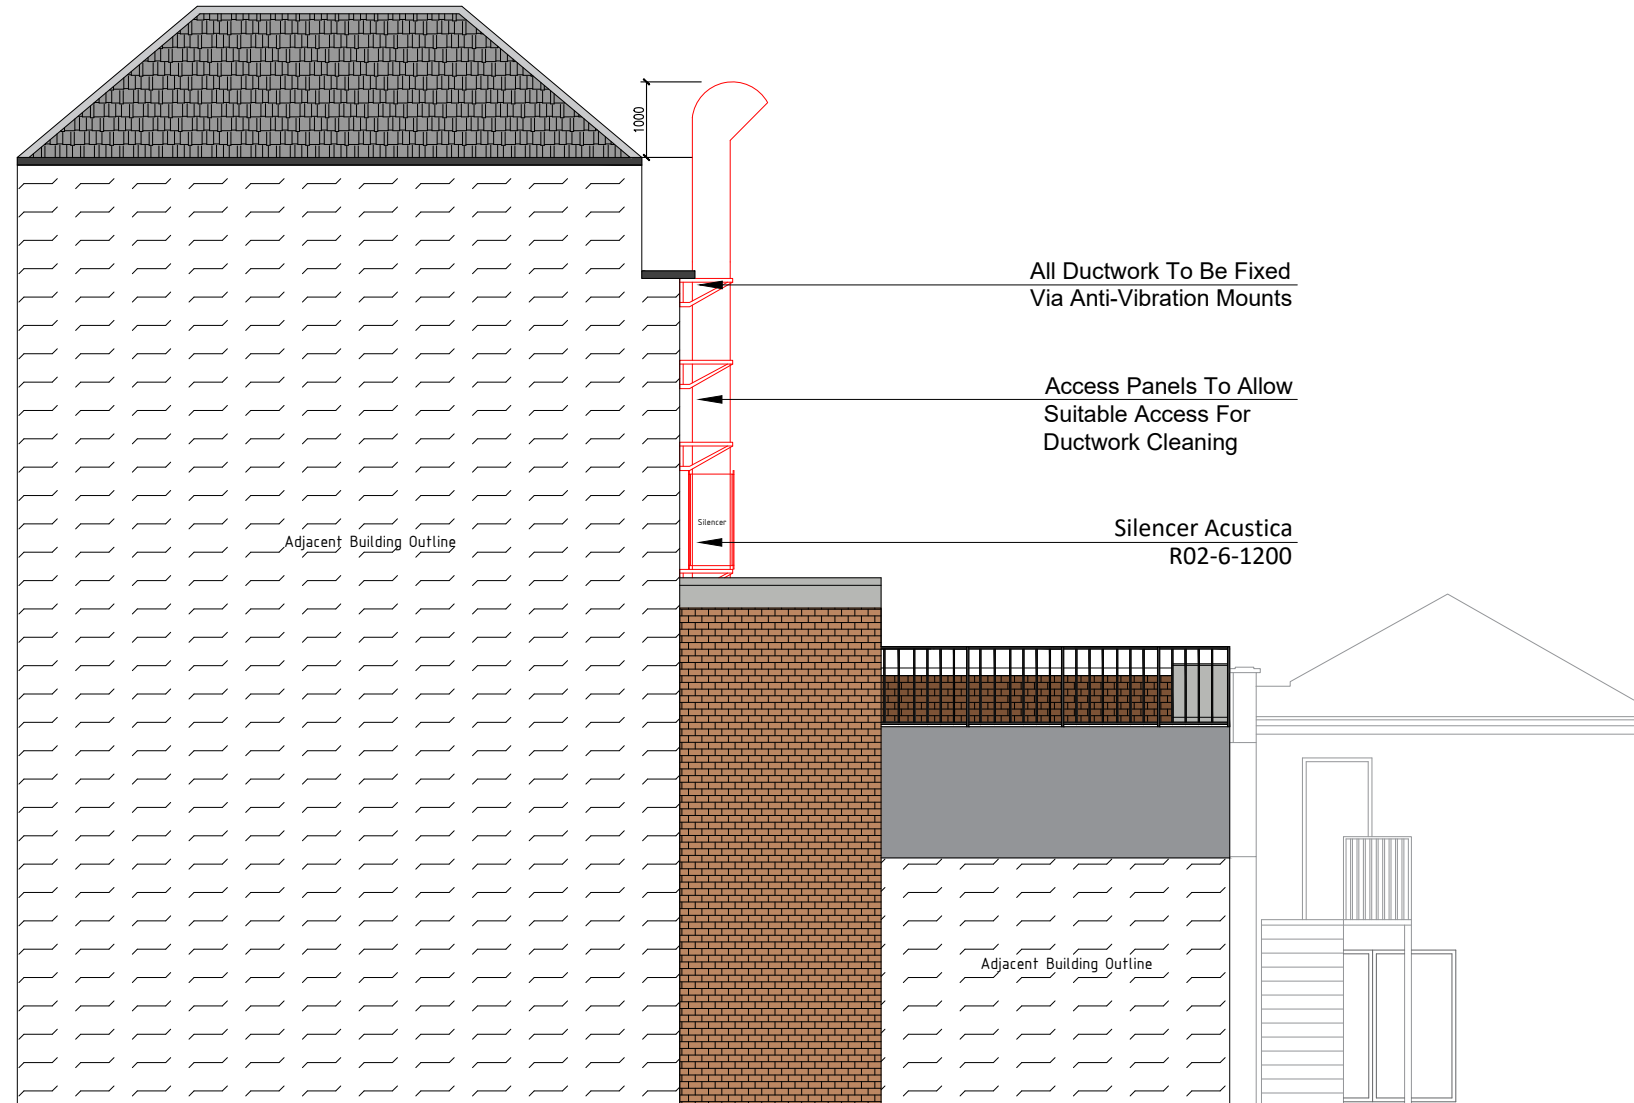 1000
All Ductwork To Be Fixed
Via Anti-Vibration Mounts
Access Panels To Allow
Suitable Access For
Ductwork Cleaning
Silencer
Silencer Acustica
R02-6-1200
Adjacent Building Outline
Adjacent Building Outline